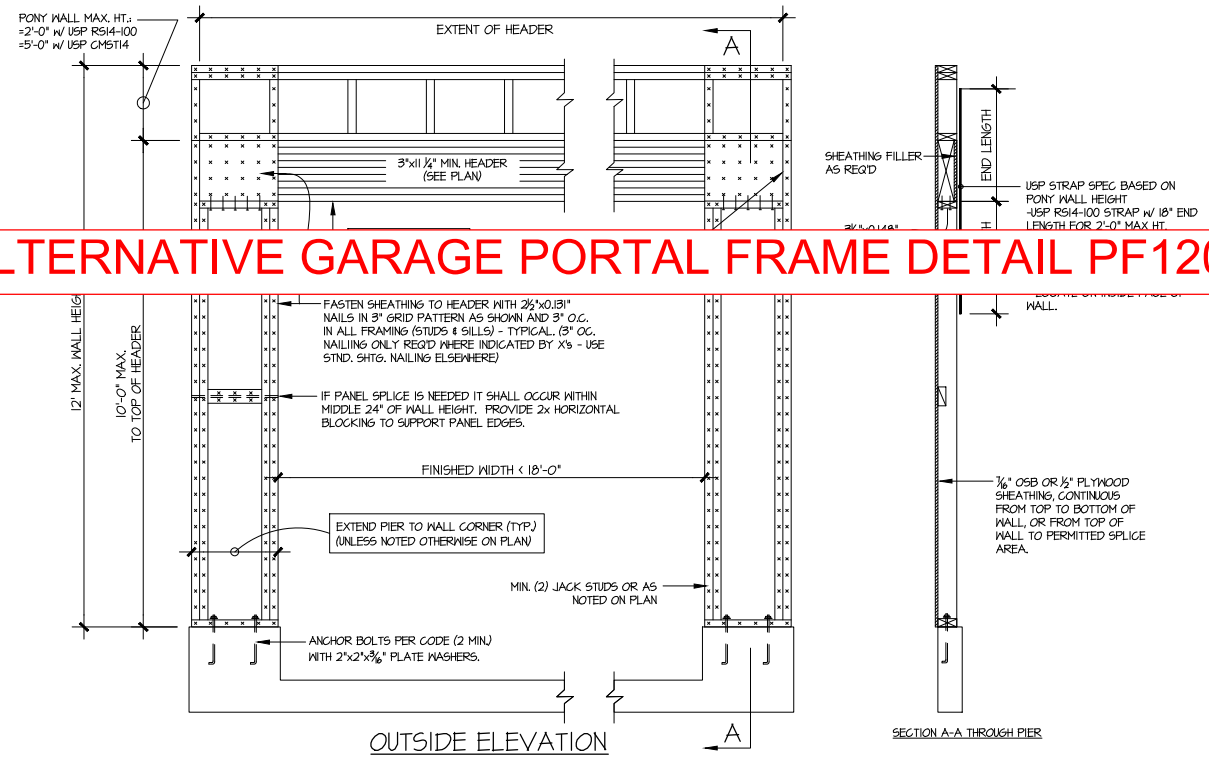 PONY WALL MAX. HT.:
=2'-0" W/ USP RS14-100
=5'-0" W/ USP CMST14
EXTENT OF HEADER
A
3"x11 1/4" MIN. HEADER
(SEE PLAN)
SHEATHING FILLER
AS REQ'D
END LENGTH
USP STRAP SPEC BASED ON
PONY WALL HEIGHT
-USP RS14-100 STRAP W/ 18" END
LENGTH FOR 2'-0" MAX HT.
LTERNATIVE GARAGE PORTAL FRAME DETAIL PF120
WALL.
12' MAX. WALL HEIG
10'-0" MAX.
TO TOP OF HEADER
FASTEN SHEATHING TO HEADER WITH 2½"x0.131"
NAILS IN 3" GRID PATTERN AS SHOWN AND 3" O.C.
IN ALL FRAMING (STUDS & SILLS) - TYPICAL. (3" OC.
NAILIING ONLY REQ'D WHERE INDICATED BY X's - USE
STND. SHTG. NAILING ELSEWHERE)
IF PANEL SPLICE IS NEEDED IT SHALL OCCUR WITHIN
MIDDLE 24" OF WALL HEIGHT. PROVIDE 2x HORIZONTAL
BLOCKING TO SUPPORT PANEL EDGES.
FINISHED WIDTH < 18'-0"
7/16" OSB OR ½" PLYWOOD
SHEATHING, CONTINUOUS
FROM TOP TO BOTTOM OF
WALL, OR FROM TOP OF
WALL TO PERMITTED SPLICE
AREA.
EXTEND PIER TO WALL CORNER (TYP.)
(UNLESS NOTED OTHERWISE ON PLAN)
MIN. (2) JACK STUDS OR AS
NOTED ON PLAN
ANCHOR BOLTS PER CODE (2 MIN.)
WITH 2"x2"x3/16" PLATE WASHERS.
A
OUTSIDE ELEVATION
SECTION A-A THROUGH PIER